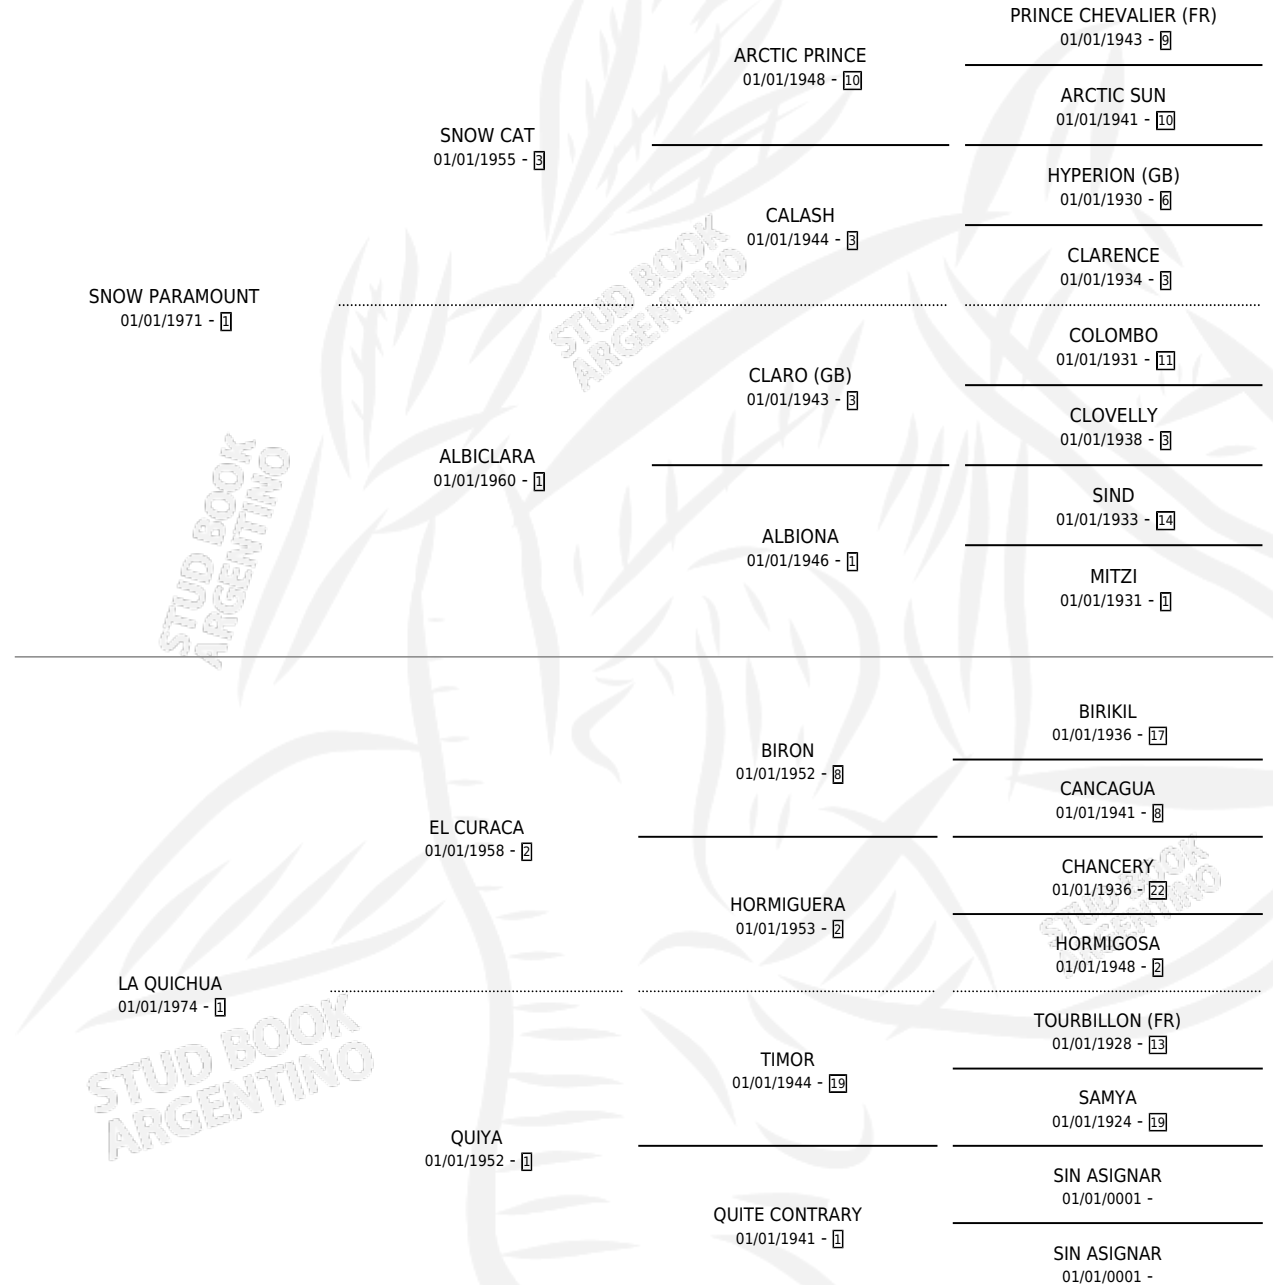 PRINCE CHEVALIER (FR)
01/01/1943 - 9
ARCTIC PRINCE
01/01/1948 - 10
ARCTIC SUN
01/01/1941 - 10
SNOW CAT
01/01/1955 - 3
HYPERION (GB)
01/01/1930 - 6
CALASH
01/01/1944 - 3
CLARENCE
01/01/1934 - 3
SNOW PARAMOUNT
01/01/1971 - 1
COLOMBO
01/01/1931 - 11
CLARO (GB)
01/01/1943 - 3
CLOVELLY
01/01/1938 - 3
ALBICLARA
01/01/1960 - 1
SIND
01/01/1933 - 14
ALBIONA
01/01/1946 - 1
MITZI
01/01/1931 - 1
BIRIKIL
01/01/1936 - 17
BIRON
01/01/1952 - 8
CANCAGUA
01/01/1941 - 8
EL CURACA
01/01/1958 - 2
CHANCERY
01/01/1936 - 22
HORMIGUERA
01/01/1953 - 2
HORMIGOSA
01/01/1948 - 2
LA QUICHUA
01/01/1974 - 1
TOURBILLON (FR)
01/01/1928 - 13
TIMOR
01/01/1944 - 19
SAMYA
01/01/1924 - 19
QUIYA
01/01/1952 - 1
SIN ASIGNAR
01/01/0001 -
QUITE CONTRARY
01/01/1941 - 1
SIN ASIGNAR
01/01/0001 -
STUD BOOK
ARGENTINO
STUD BOOK
ARGENTINO
STUD BOOK
ARGENTINO
STUD BOOK
ARGENTINO